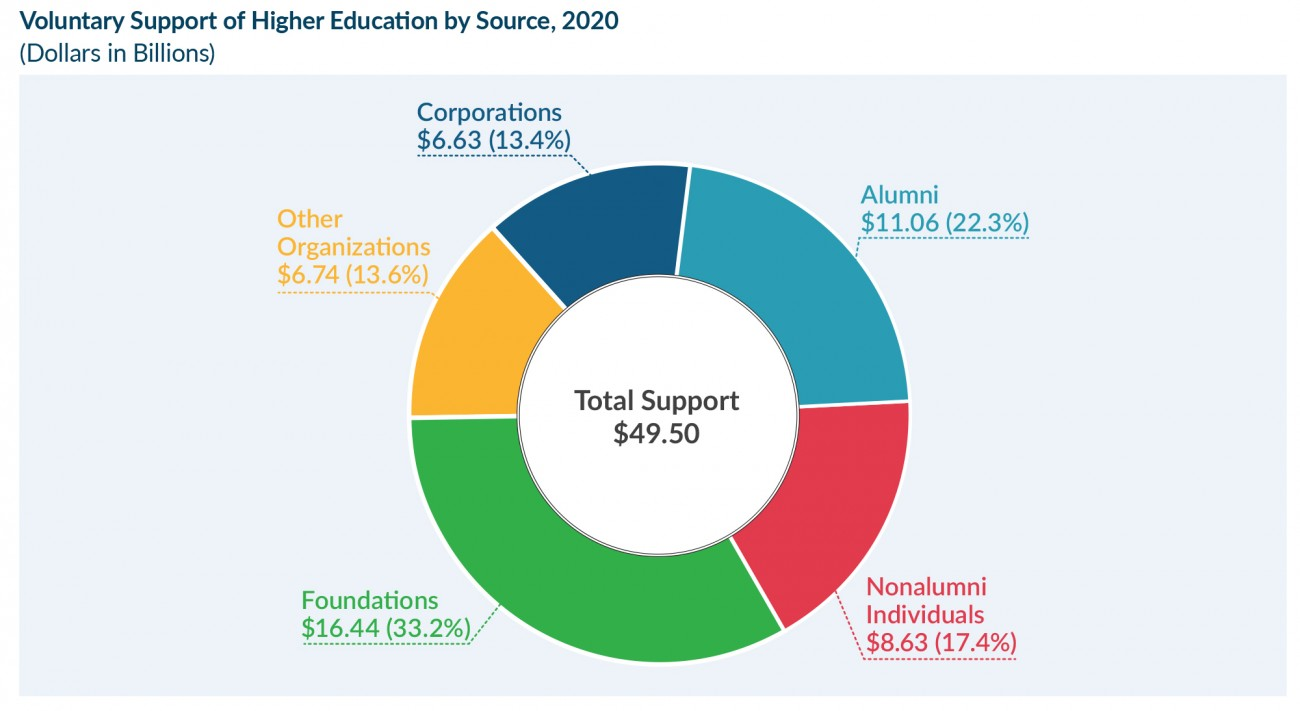 Voluntary Support of Higher Education by Source, 2020
(Dollars in Billions)
Corporations
$6.63 (13.4%)
Alumni
$11.06 (22.3%)
Other
Organizations
$6.74 (13.6%)
Total Support
$49.50
Foundations
$16.44 (33.2%)
Nonalumni
Individuals
$8.63 (17.4%)